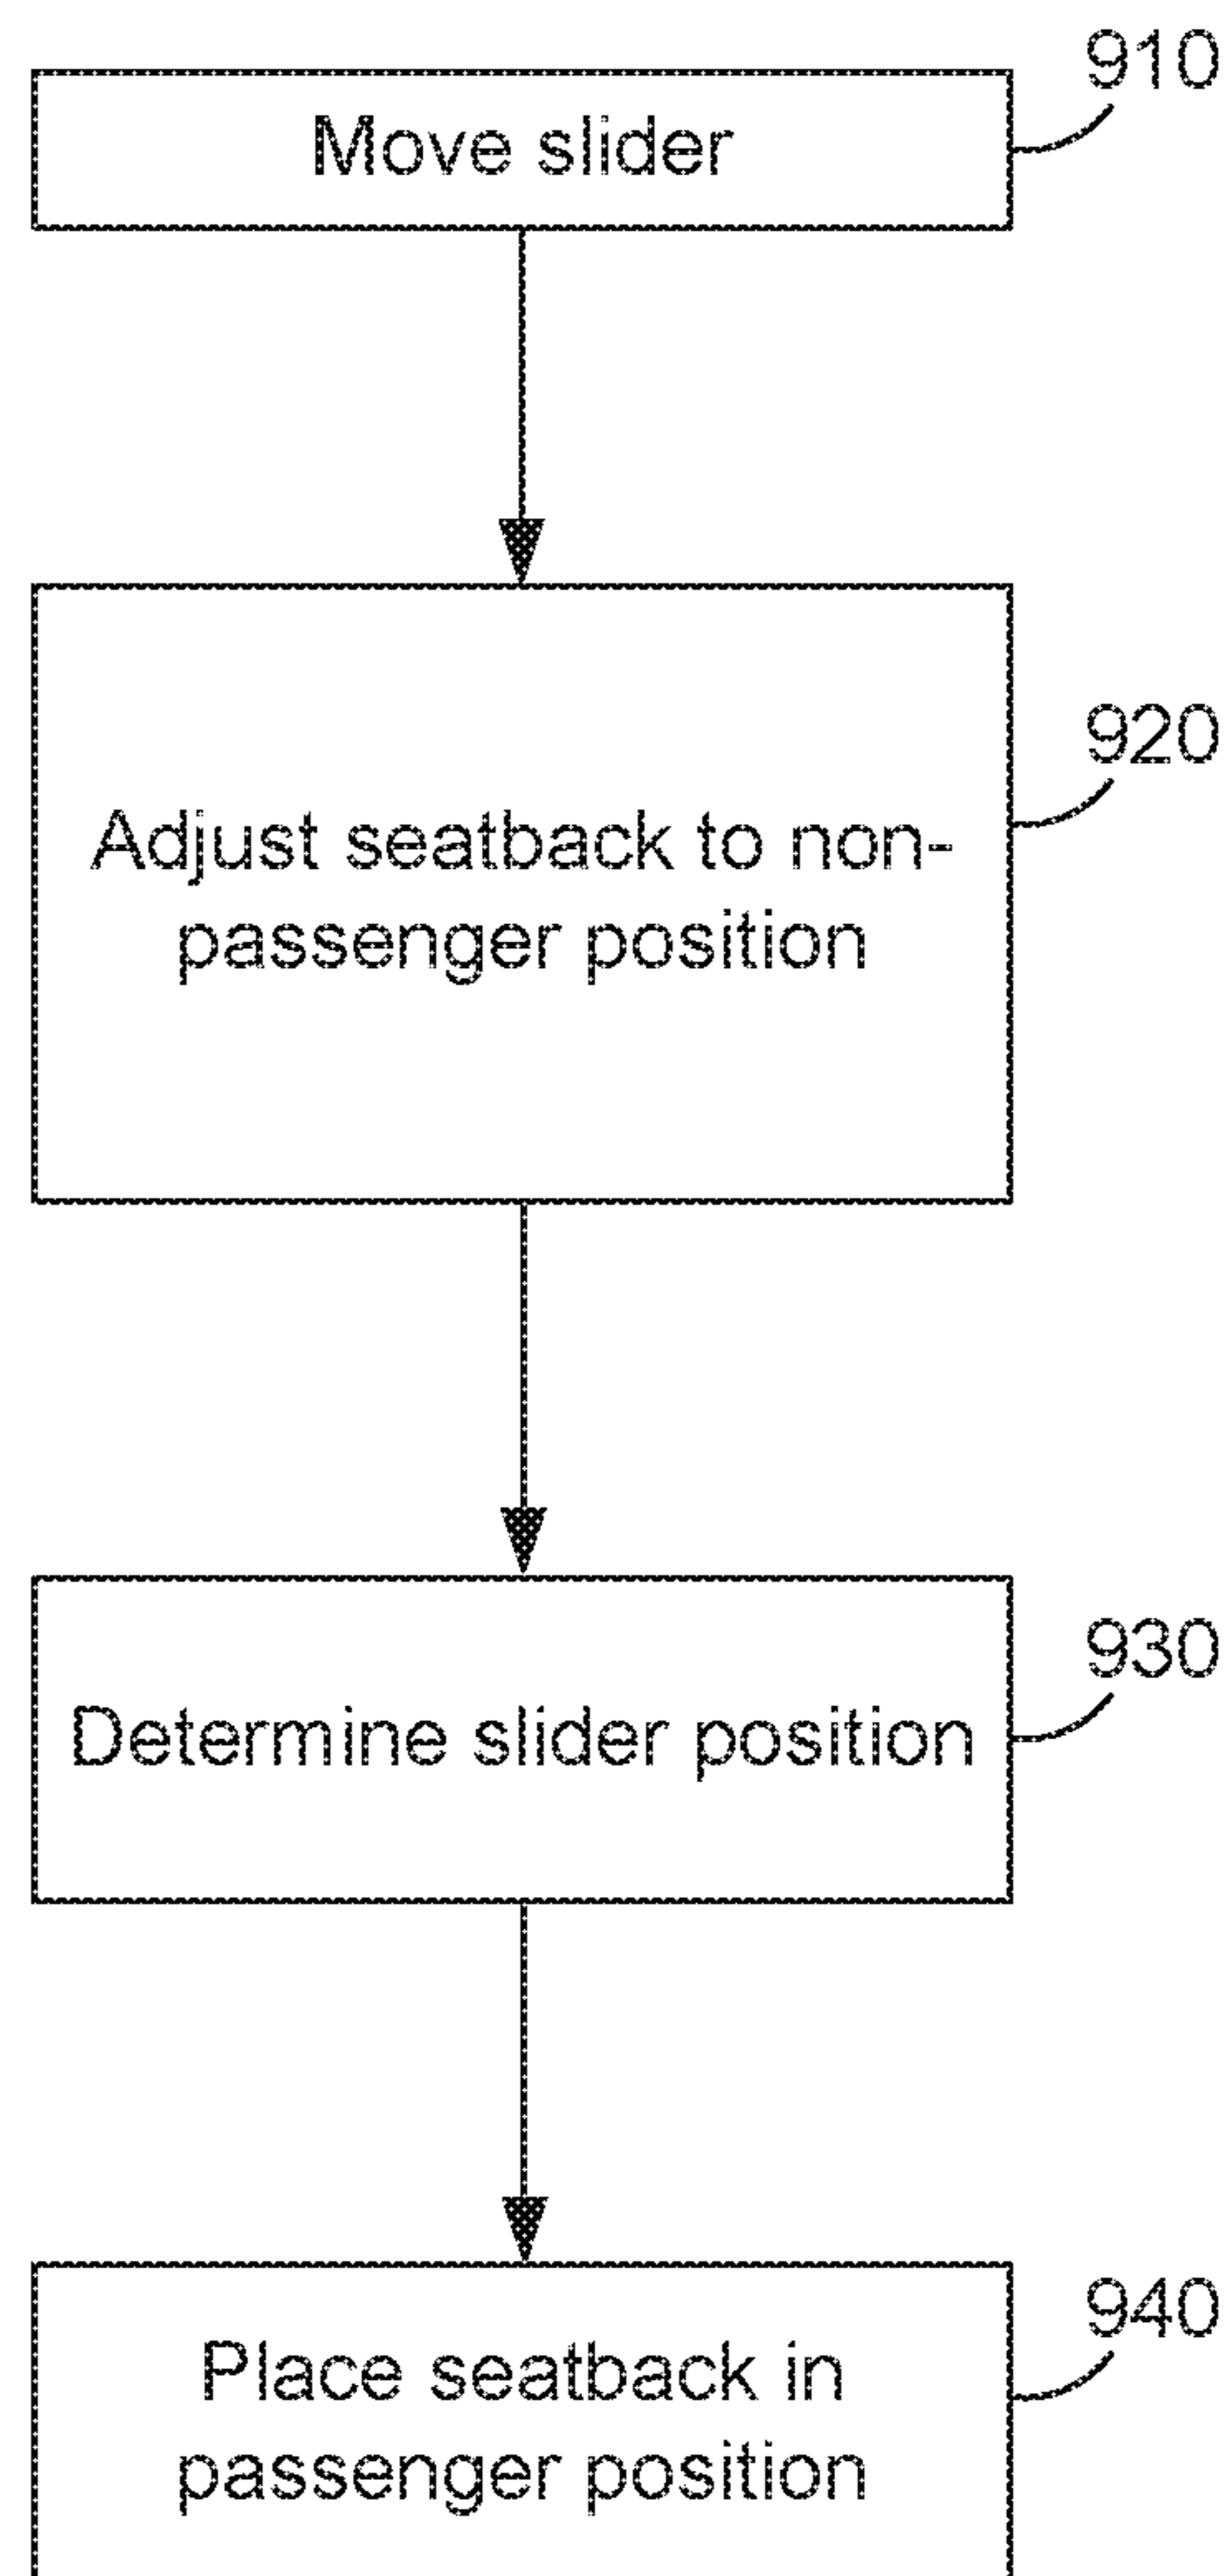 910
Move slider
920
Adjust seatback to non-
passenger position
930
Determine slider position
940
Place seatback in
passenger position